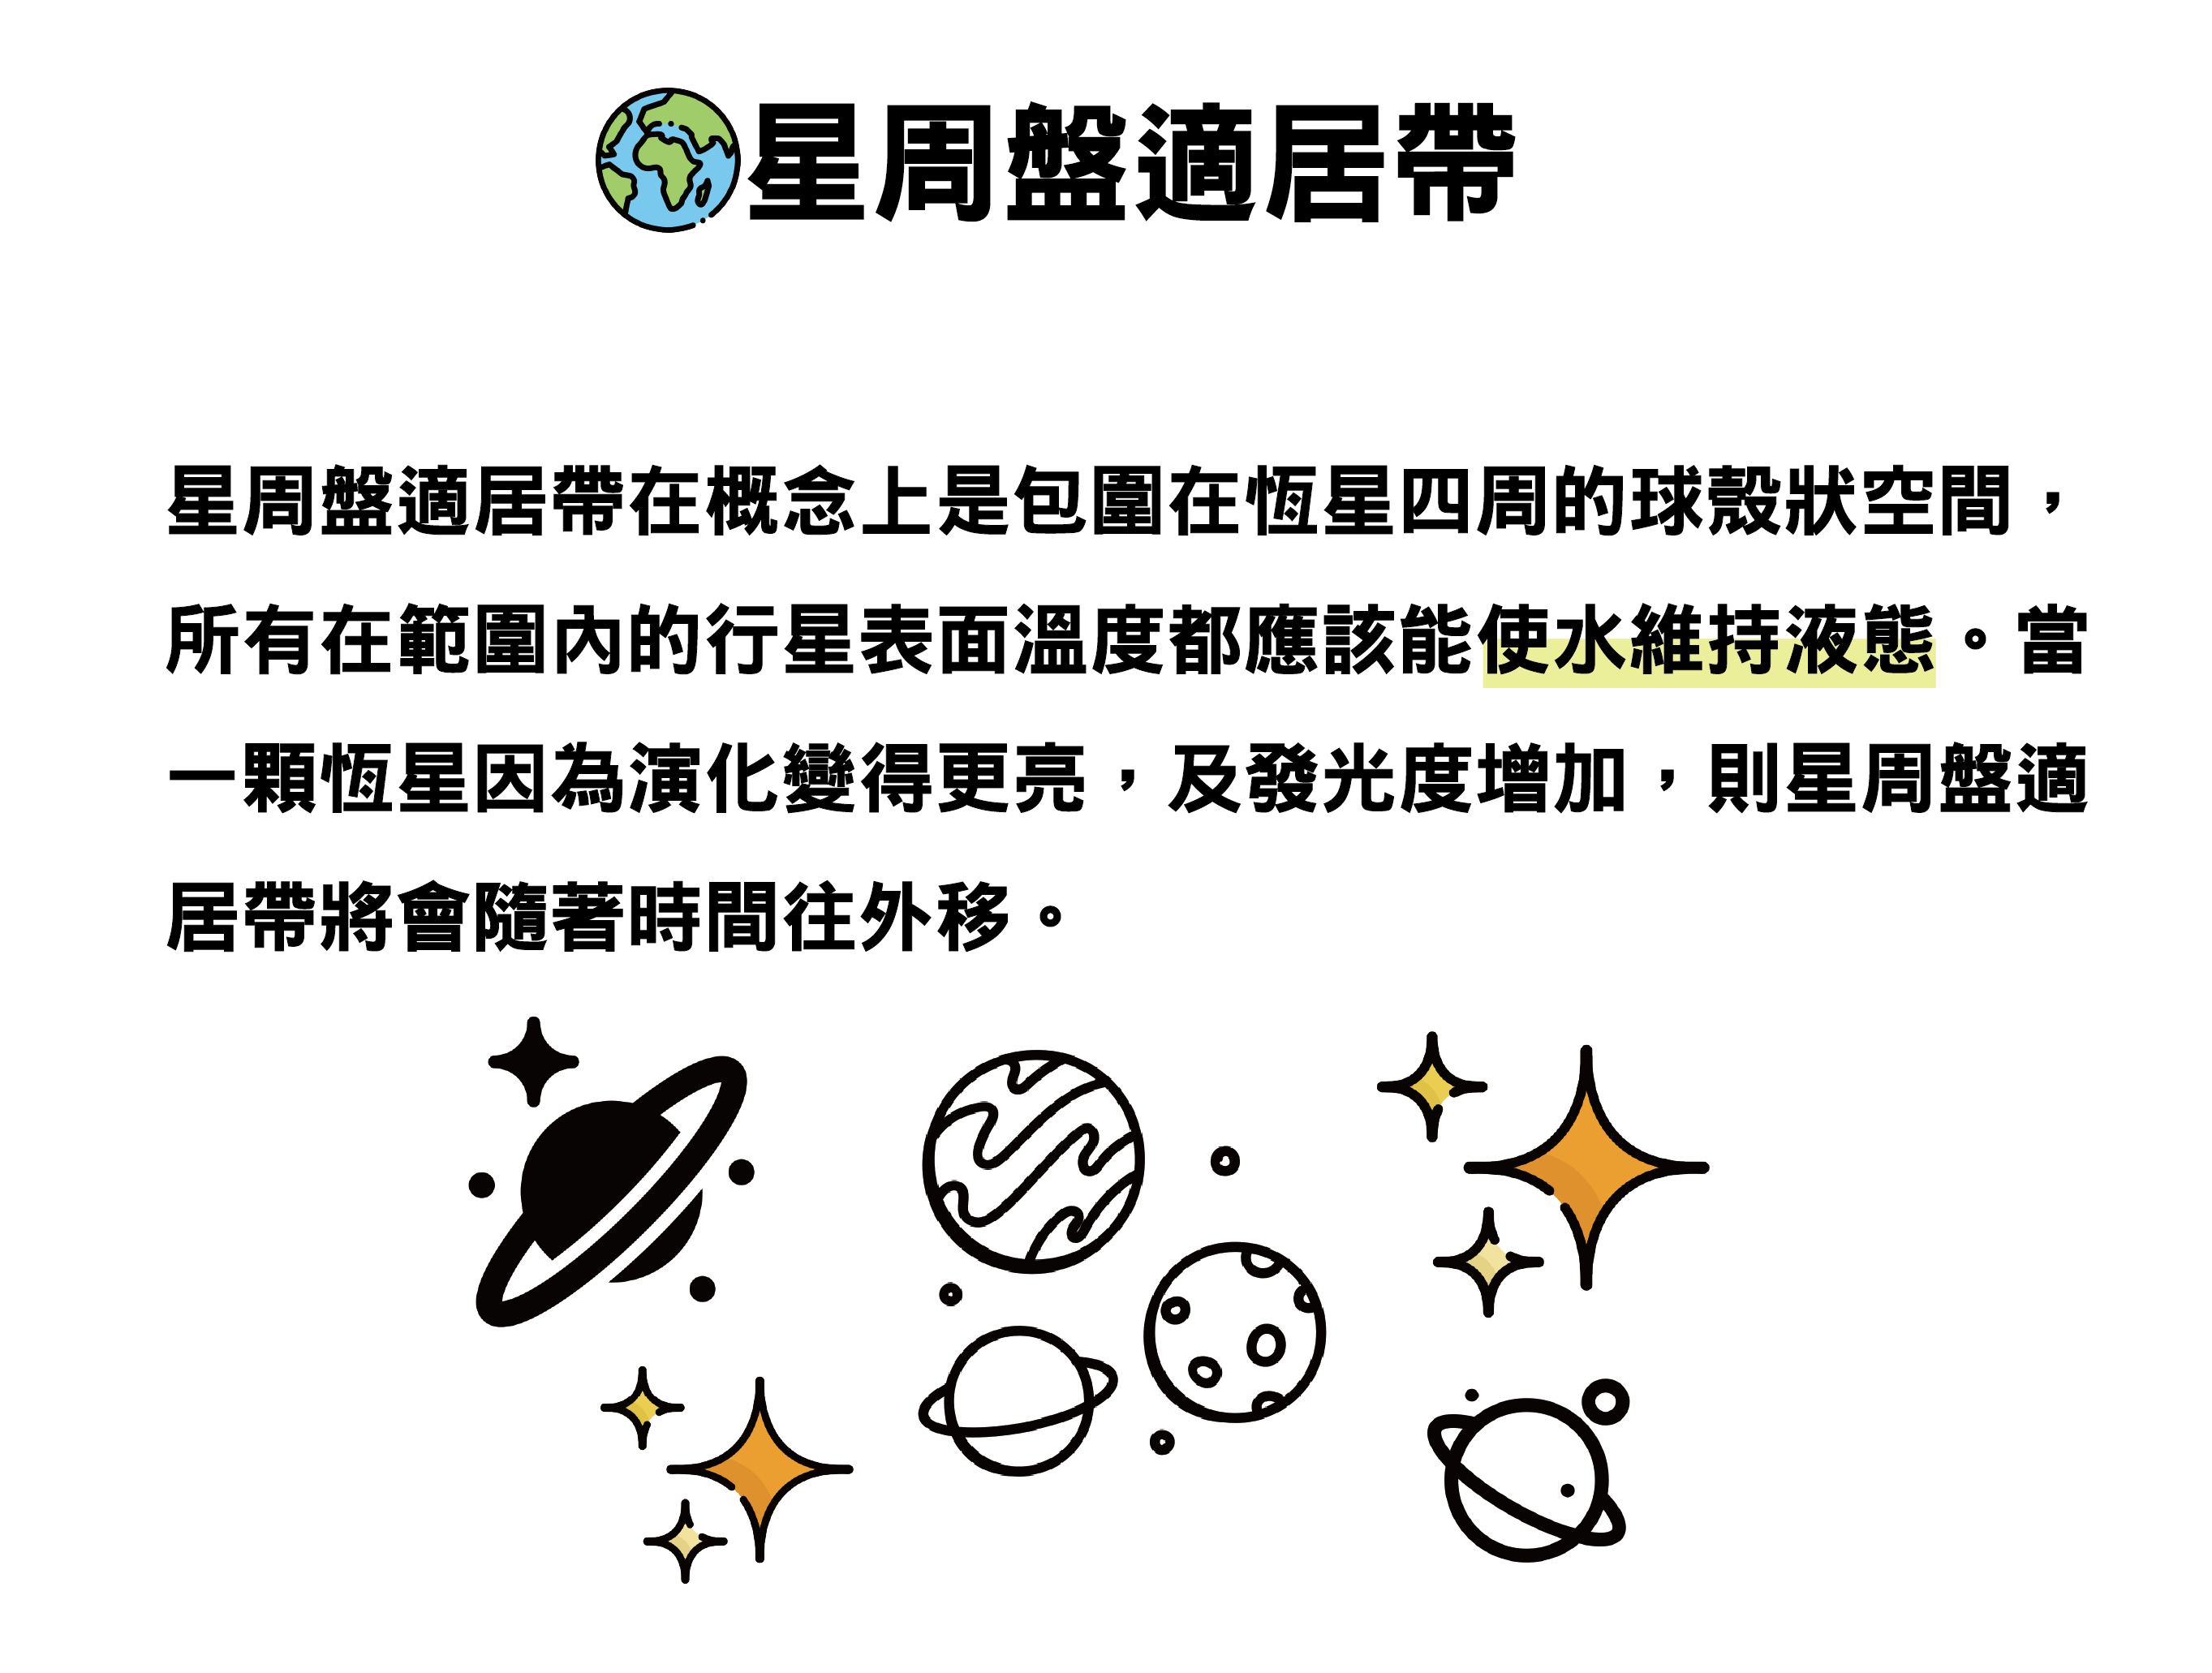 星周盤適居帶
星周盤適居帶在概念上是包圍在恆星四周的球殼狀空間，
所有在範圍內的行星表面溫度都應該能使水維持液態。當
一顆恆星因為演化變得更亮，及發光度增加，則星周盤適
居帶將會隨著時間往外移。